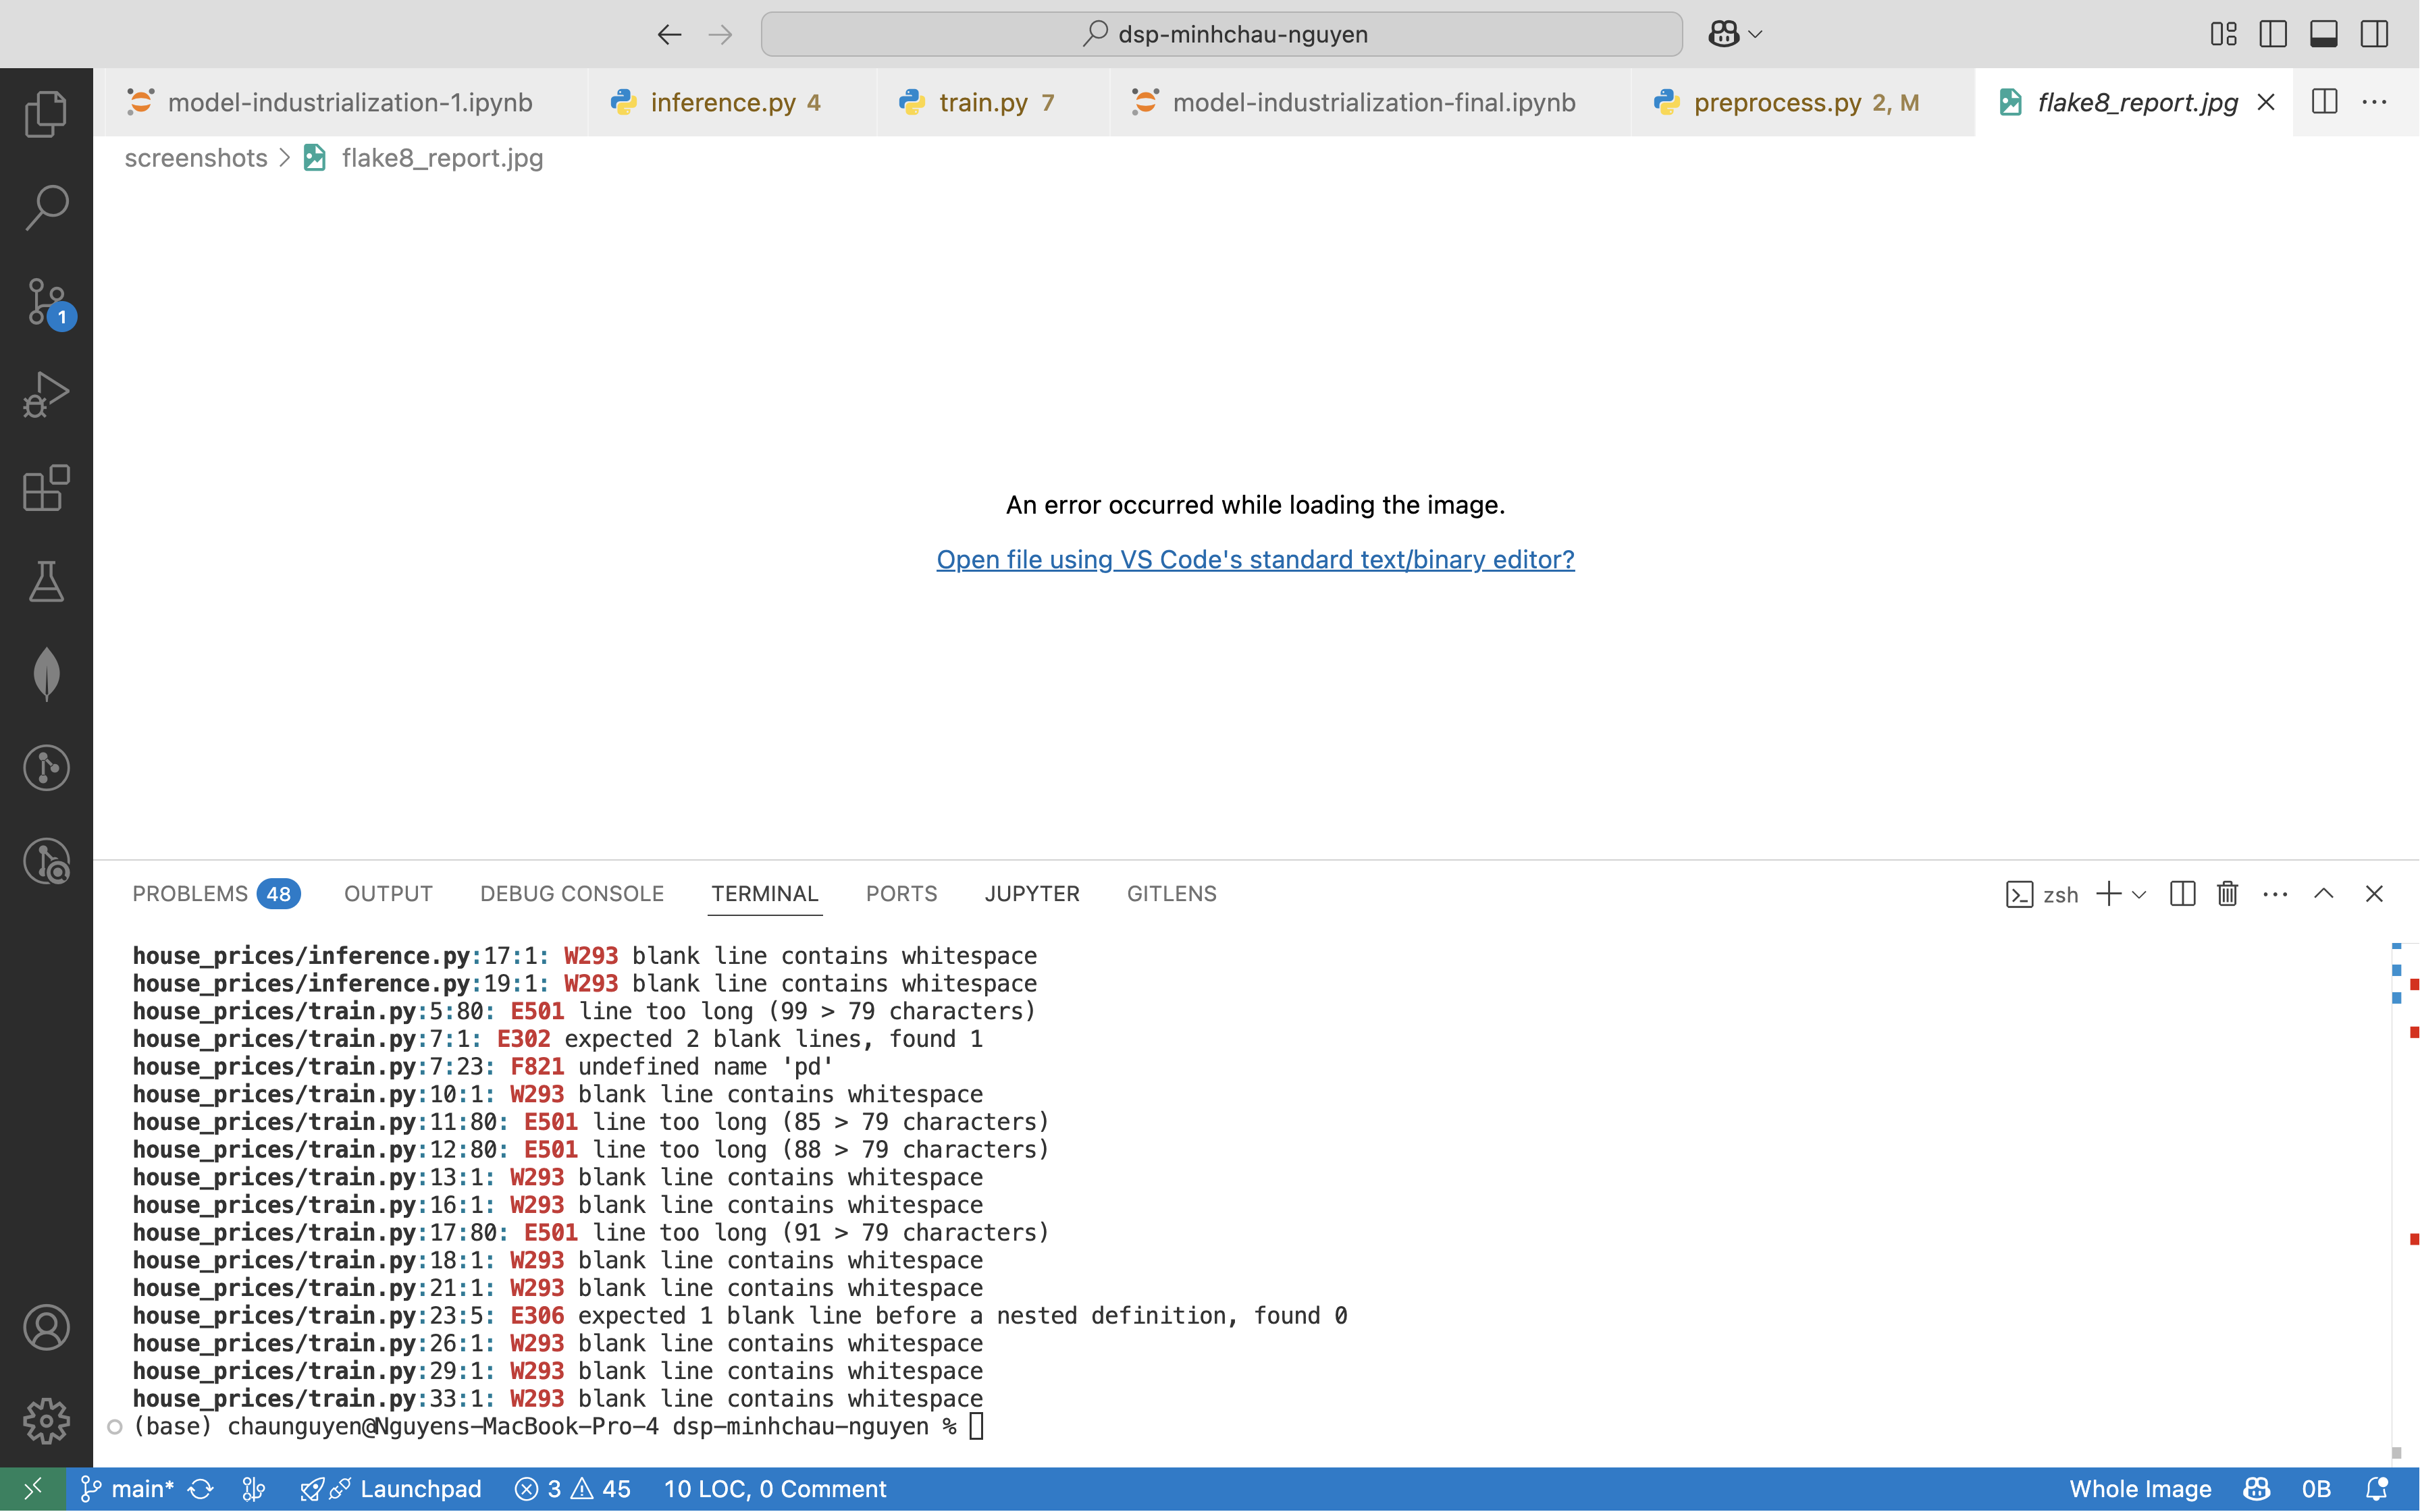 dsp-minhchau-nguyen
model-industrialization-1.ipynb
inference.py 4
train.py 7
model-industrialization-final.ipynb
preprocess.py 2, M
flake8_report.jpg
screenshots > flake8_report.jpg
An error occurred while loading the image.
Open file using VS Code's standard text/binary editor?
1
PROBLEMS 48 OUTPUT DEBUG CONSOLE TERMINAL PORTS JUPYTER GITLENS
zsh
house_prices/inference.py:17:1: W293 blank line contains whitespace
house_prices/inference.py:19:1: W293 blank line contains whitespace
house_prices/train.py:5:80: E501 line too long (99 > 79 characters)
house_prices/train.py:7:1: E302 expected 2 blank lines, found 1
house_prices/train.py:7:23: F821 undefined name 'pd'
house_prices/train.py:10:1: W293 blank line contains whitespace
house_prices/train.py:11:80: E501 line too long (85 > 79 characters)
house_prices/train.py:12:80: E501 line too long (88 > 79 characters)
house_prices/train.py:13:1: W293 blank line contains whitespace
house_prices/train.py:16:1: W293 blank line contains whitespace
house_prices/train.py:17:80: E501 line too long (91 > 79 characters)
house_prices/train.py:18:1: W293 blank line contains whitespace
house_prices/train.py:21:1: W293 blank line contains whitespace
house_prices/train.py:23:5: E306 expected 1 blank line before a nested definition, found 0
house_prices/train.py:26:1: W293 blank line contains whitespace
house_prices/train.py:29:1: W293 blank line contains whitespace
house_prices/train.py:33:1: W293 blank line contains whitespace
(base) chaunguyen@Nguyens-MacBook-Pro-4 dsp-minhchau-nguyen %
main* Launchpad 3 45 10 LOC, 0 Comment Whole Image 0B